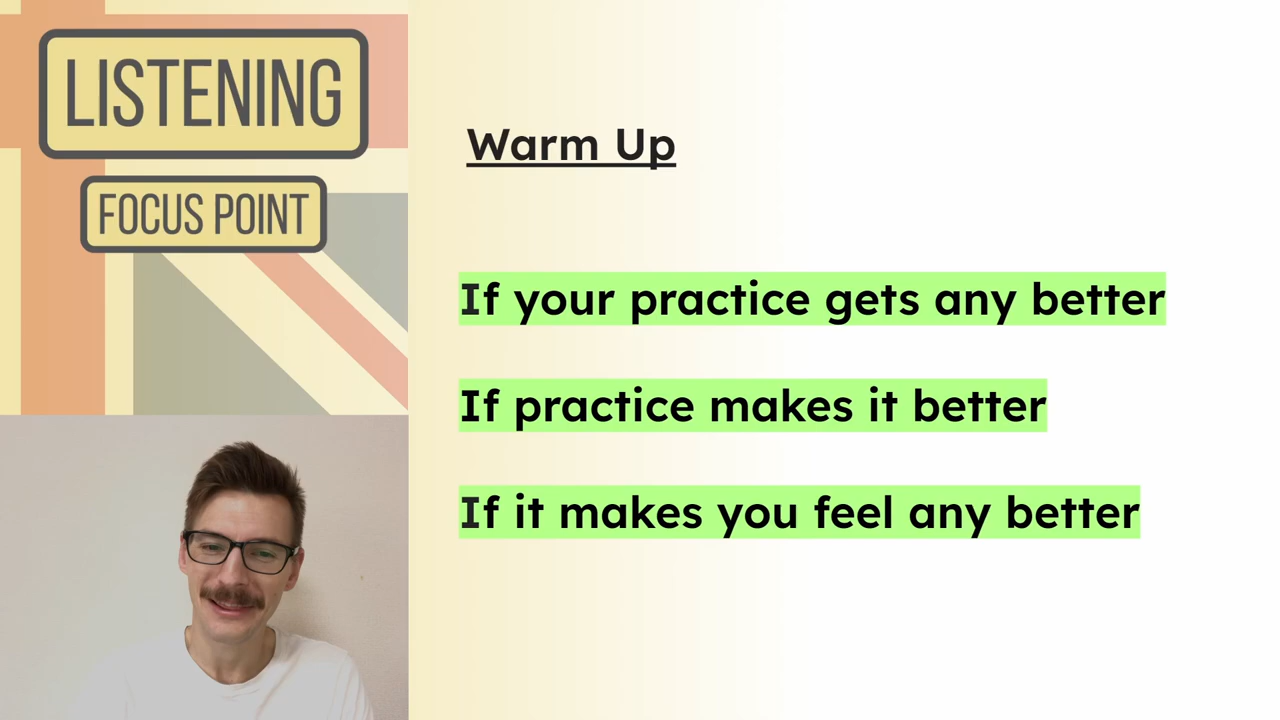 LISTENING
FOCUS POINT
Warm Up
If your practice gets any better
If practice makes it better
If it makes you feel any better